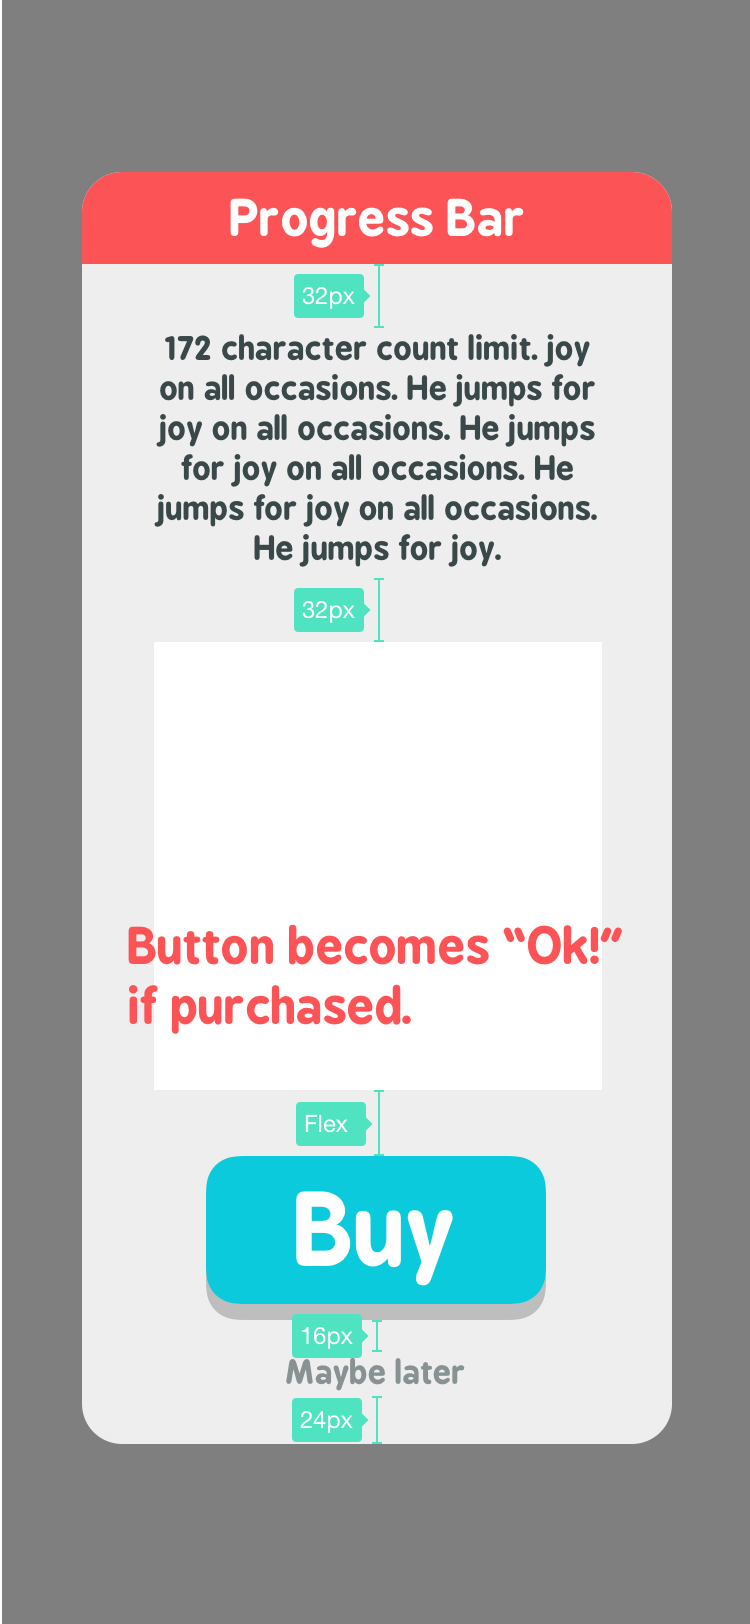 Progress Bar
32px
172 character count limit. joy
on all occasions. He jumps for
joy on all occasions. He jumps
for joy on all occasions. He
jumps for joy on all occasions.
He jumps for joy.
32px
Button becomes “Ok!”
if purchased.
Flex
Buy
16px
Maybe later
24px